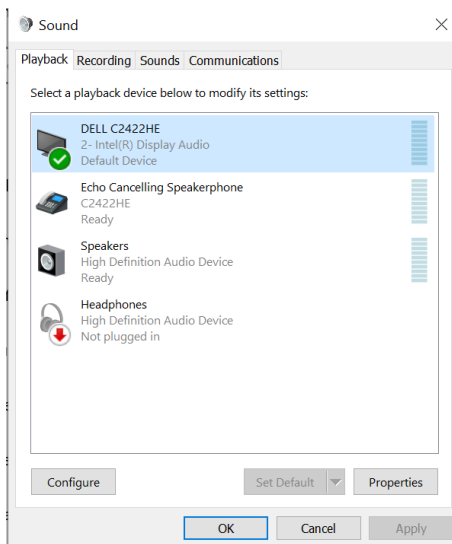 Sound
Playback Recording Sounds Communications
Select a playback device below to modify its settings:
DELL C2422HE
2- Intel(R) Display Audio
Default Device
Echo Cancelling Speakerphone
C2422HE
Ready
Speakers
High Definition Audio Device
Ready
Headphones
High Definition Audio Device
Not plugged in
Configure Set Default Properties
OK Cancel Apply